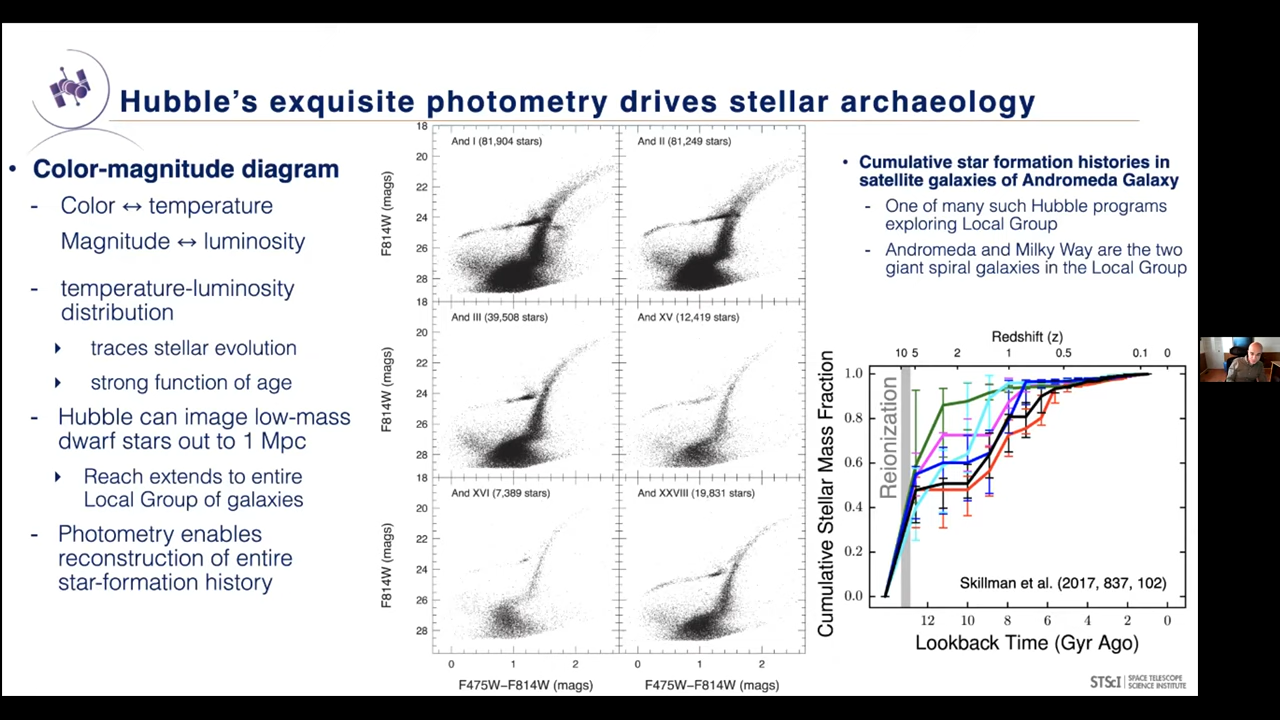 Hubble's exquisite photometry drives stellar archaeology
• Color-magnitude diagram
- Color ↔ temperature
Magnitude ↔ luminosity
- temperature-luminosity
distribution
traces stellar evolution
strong function of age
- Hubble can image low-mass
dwarf stars out to 1 Mpc
Reach extends to entire
Local Group of galaxies
- Photometry enables
reconstruction of entire
star-formation history
And I (81,904 stars)
And II (81,249 stars)
18
20
22
24
26
28
F814W (mags)
And III (39,508 stars)
And XV (12,419 stars)
18
20
22
24
26
28
F814W (mags)
And XVI (7,389 stars)
And XXVIII (19,831 stars)
18
20
22
24
26
28
F814W (mags)
0 1 2
0 1 2
F475W–F814W (mags)
F475W–F814W (mags)
• Cumulative star formation histories in
satellite galaxies of Andromeda Galaxy
- One of many such Hubble programs
exploring Local Group
- Andromeda and Milky Way are the two
giant spiral galaxies in the Local Group
Redshift (z)
10 5 2 1 0.5 0.1 0
Cumulative Stellar Mass Fraction
1.0
0.8
0.6
0.4
0.2
0.0
Reionization
Skillman et al. (2017, 837, 102)
12 10 8 6 4 2 0
Lookback Time (Gyr Ago)
STScI | SPACE TELESCOPE
SCIENCE INSTITUTE